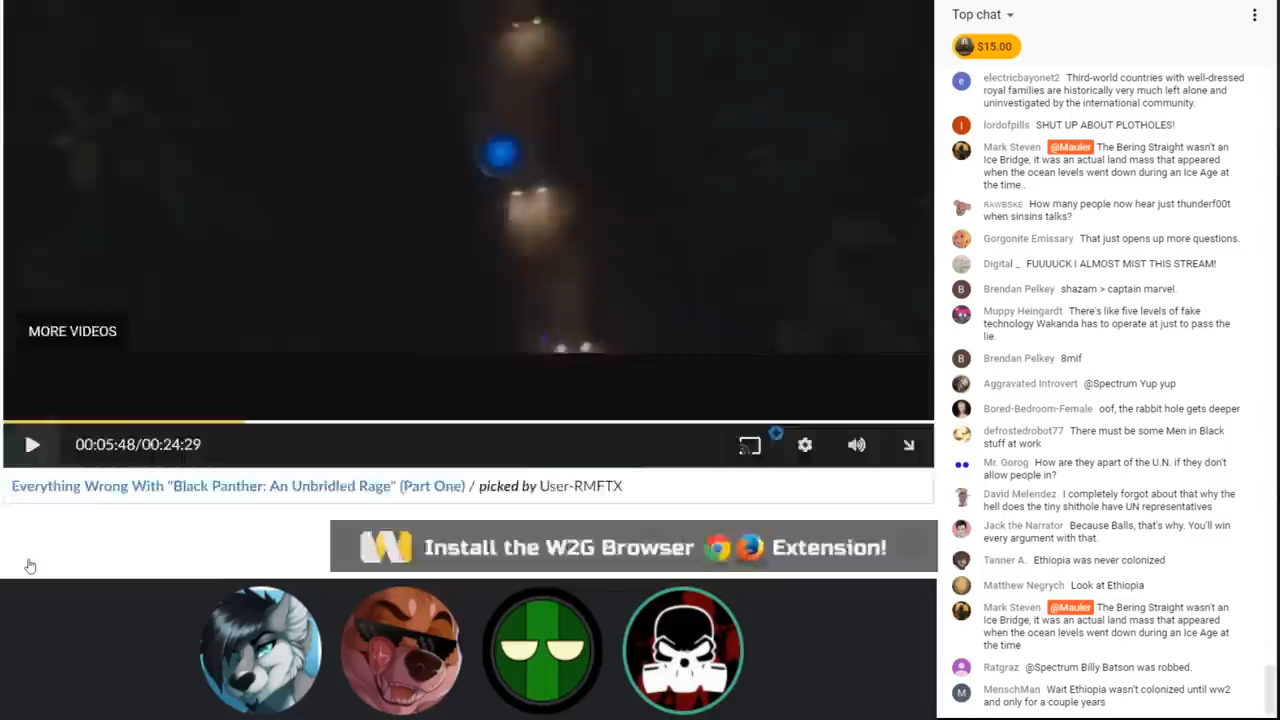 Top chat
$15.00
electricbayonet2 Third-world countries with well-dressed
royal families are historically very much left alone and
uninvestigated by the international community.
lordofpills SHUT UP ABOUT PLOTHOLES!
Mark Steven @Mauler The Bering Straight wasn't an
Ice Bridge, it was an actual land mass that appeared
when the ocean levels went down during an Ice Age at
the time..
RAWBSKE How many people now hear just thunderf00t
when sinsins talks?
Gorgonite Emissary That just opens up more questions.
Digital _ FUUUUCK I ALMOST MIST THIS STREAM!
Brendan Pelkey shazam > captain marvel.
Muppy Heingardt There's like five levels of fake
technology Wakanda has to operate at just to pass the
lie.
Brendan Pelkey 8mif
Aggravated Introvert @Spectrum Yup yup
Bored-Bedroom-Female oof, the rabbit hole gets deeper
defrostedrobot77 There must be some Men in Black
stuff at work
Mr. Gorog How are they apart of the U.N. if they don't
allow people in?
David Melendez I completely forgot about that why the
hell does the tiny shithole have UN representatives
Jack the Narrator Because Balls, that's why. You'll win
every argument with that.
Tanner A. Ethiopia was never colonized
Matthew Negrych Look at Ethiopia
Mark Steven @Mauler The Bering Straight wasn't an
Ice Bridge, it was an actual land mass that appeared
when the ocean levels went down during an Ice Age at
the time
Ratgraz @Spectrum Billy Batson was robbed.
M
MenschMan Wait Ethiopia wasn't colonized until ww2
and only for a couple years
MORE VIDEOS
00:05:48/00:24:29
Everything Wrong With "Black Panther: An Unbridled Rage" (Part One) / picked by User-RMFTX
Install the W2G Browser Extension!